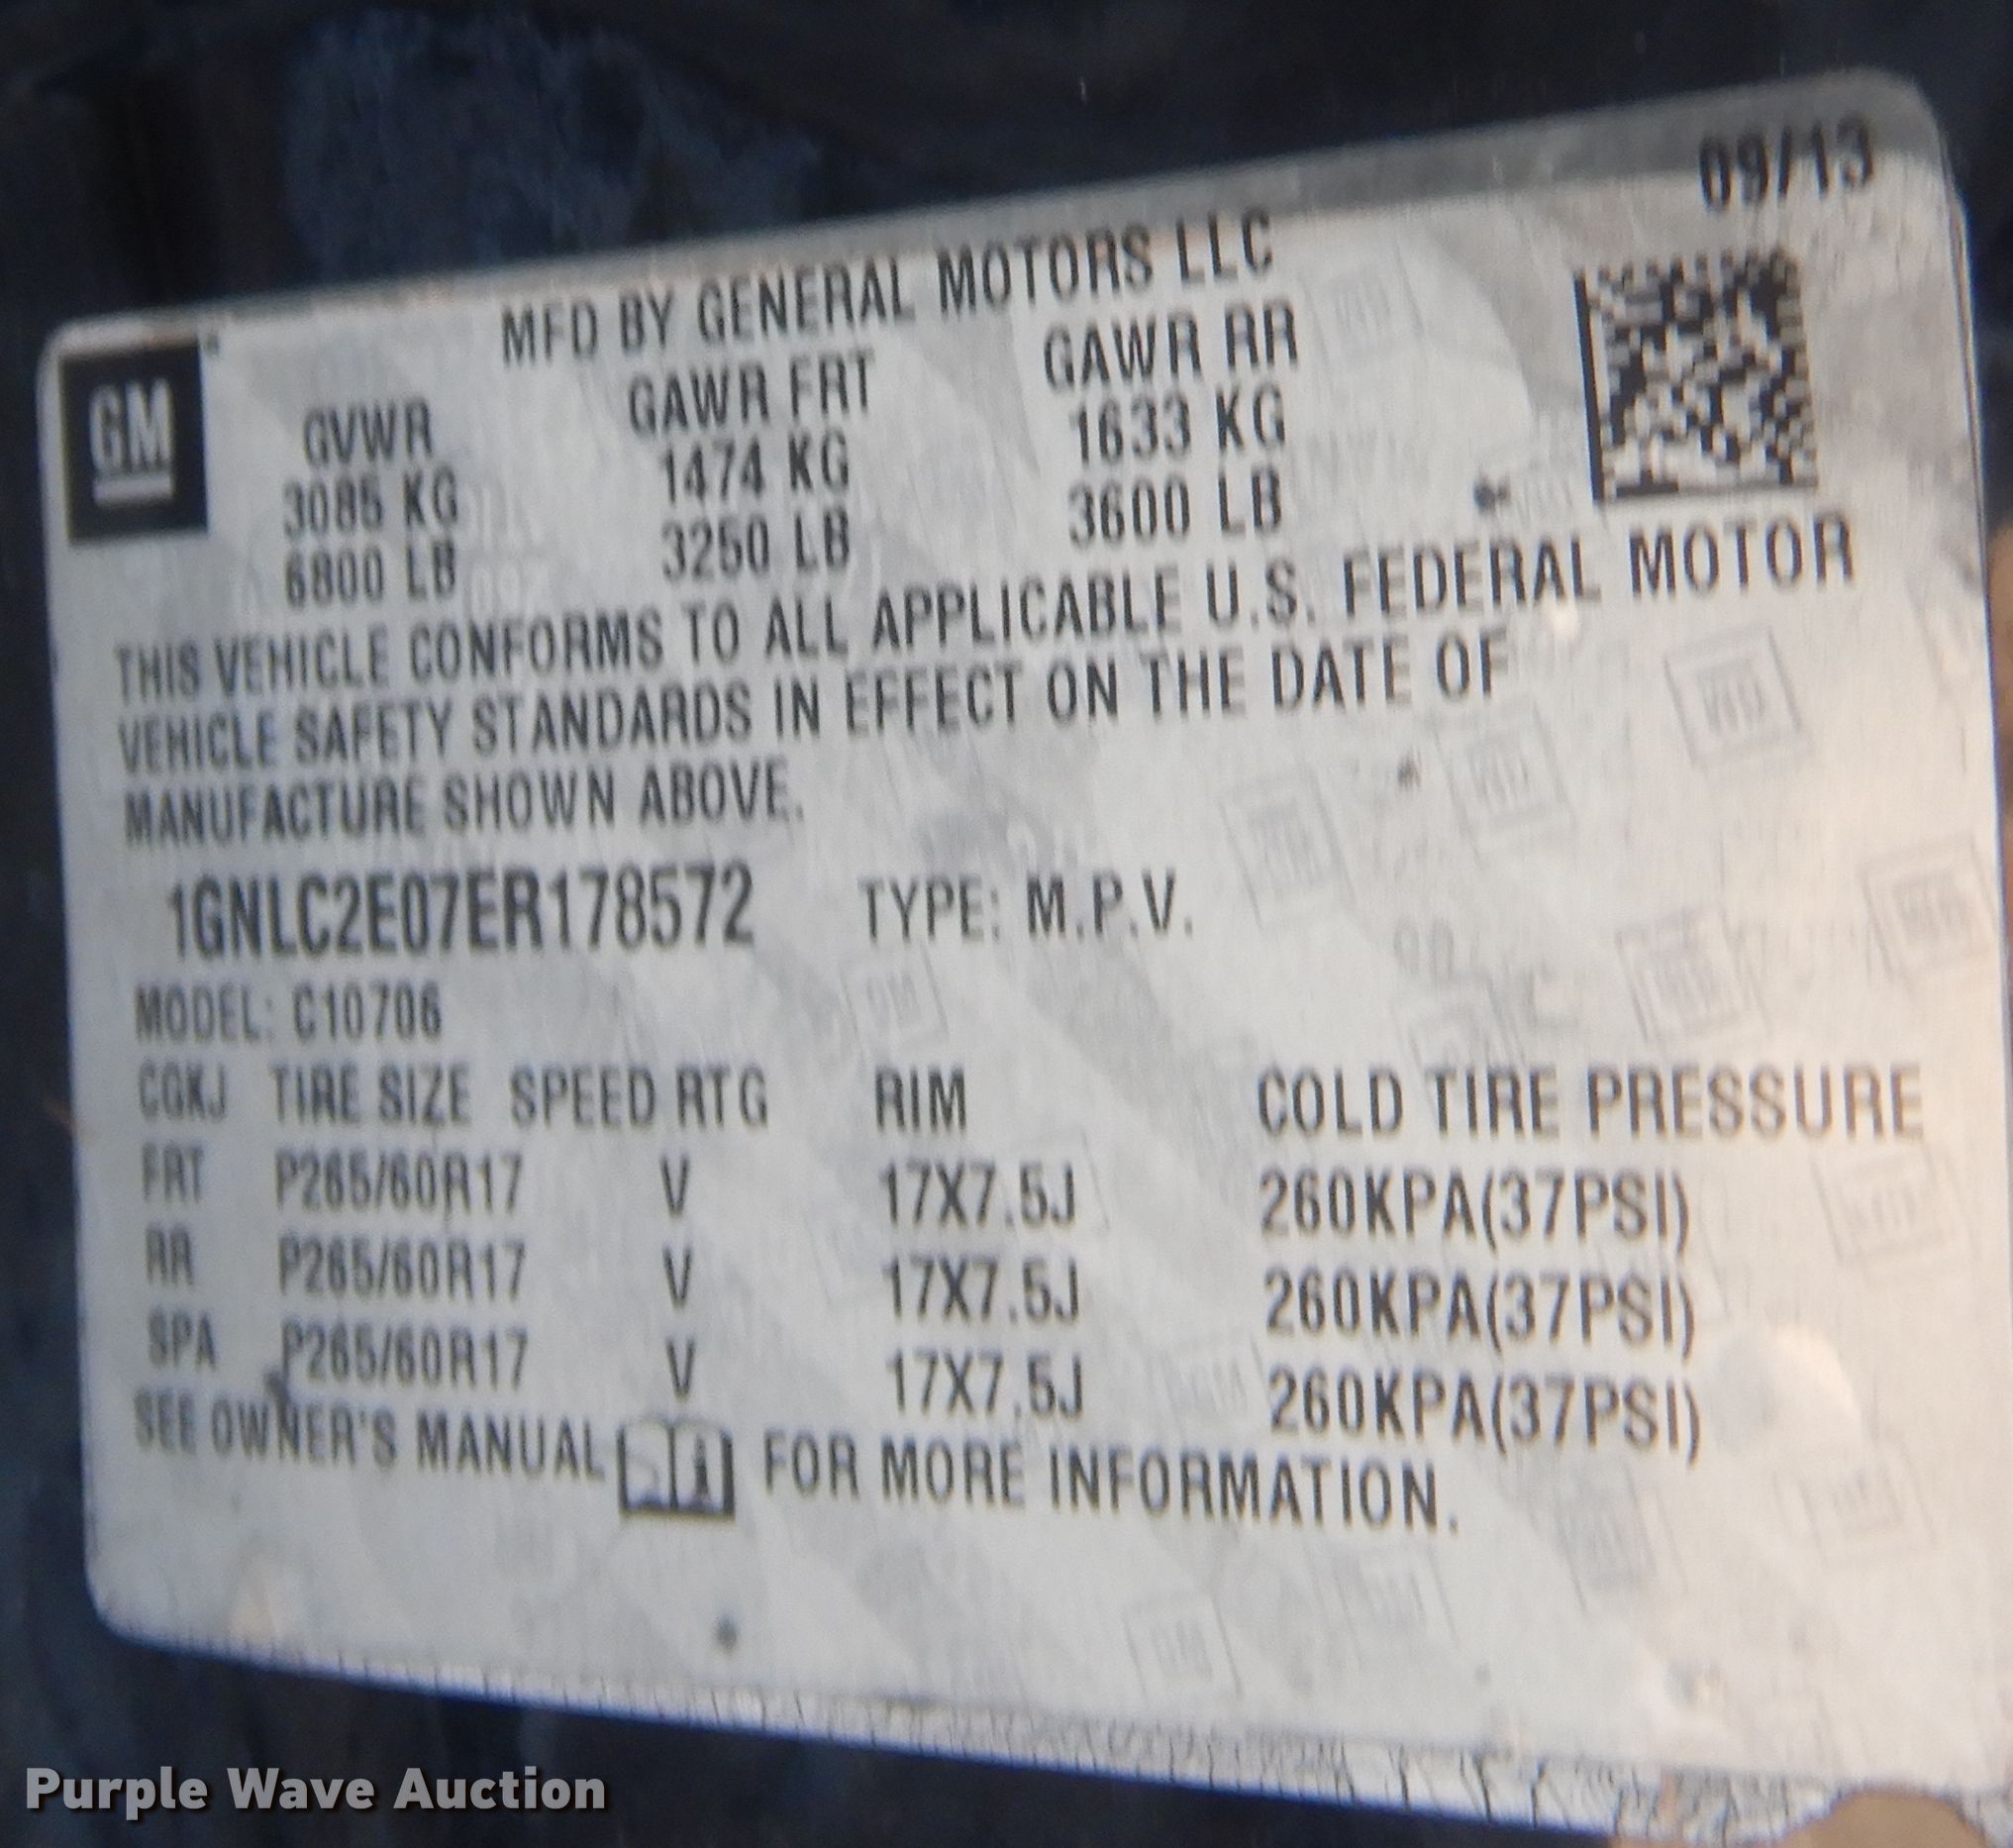 09/13
MFD BY GENERAL MOTORS LLC
GM
GVWR GAWR FRT GAWR RR
3085 KG 1474 KG 1633 KG
6800 LB 3250 LB 3600 LB
THIS VEHICLE CONFORMS TO ALL APPLICABLE U.S. FEDERAL MOTOR
VEHICLE SAFETY STANDARDS IN EFFECT ON THE DATE OF
MANUFACTURE SHOWN ABOVE.
1GNLC2E07ER178572 TYPE: M.P.V.
MODEL: C10706
CGKJ TIRE SIZE SPEED RTG RIM COLD TIRE PRESSURE
FRT P265/60R17 V 17X7.5J 260KPA(37PSI)
RR P265/60R17 V 17X7.5J 260KPA(37PSI)
SPA P265/60R17 V 17X7.5J 260KPA(37PSI)
SEE OWNER'S MANUAL FOR MORE INFORMATION.
Purple Wave Auction